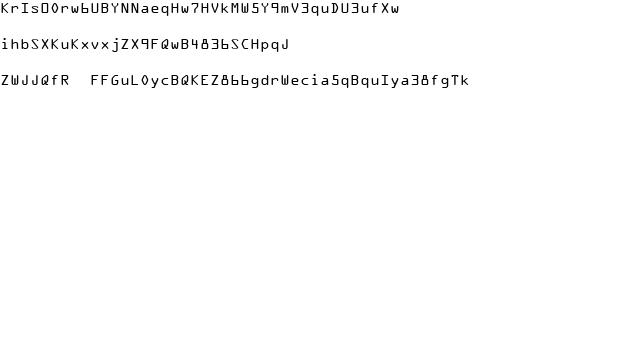 KrIsO0rw6UBYNNaeqHw7HVkMW5Y9mV3quDU3ufXw
ihbSXKuKxvxjZX9FQwB4836SCHpqJ
ZWJJQfR  FFGuL0ycBQKEZ866gdrWecia5qBquIya38fgTk